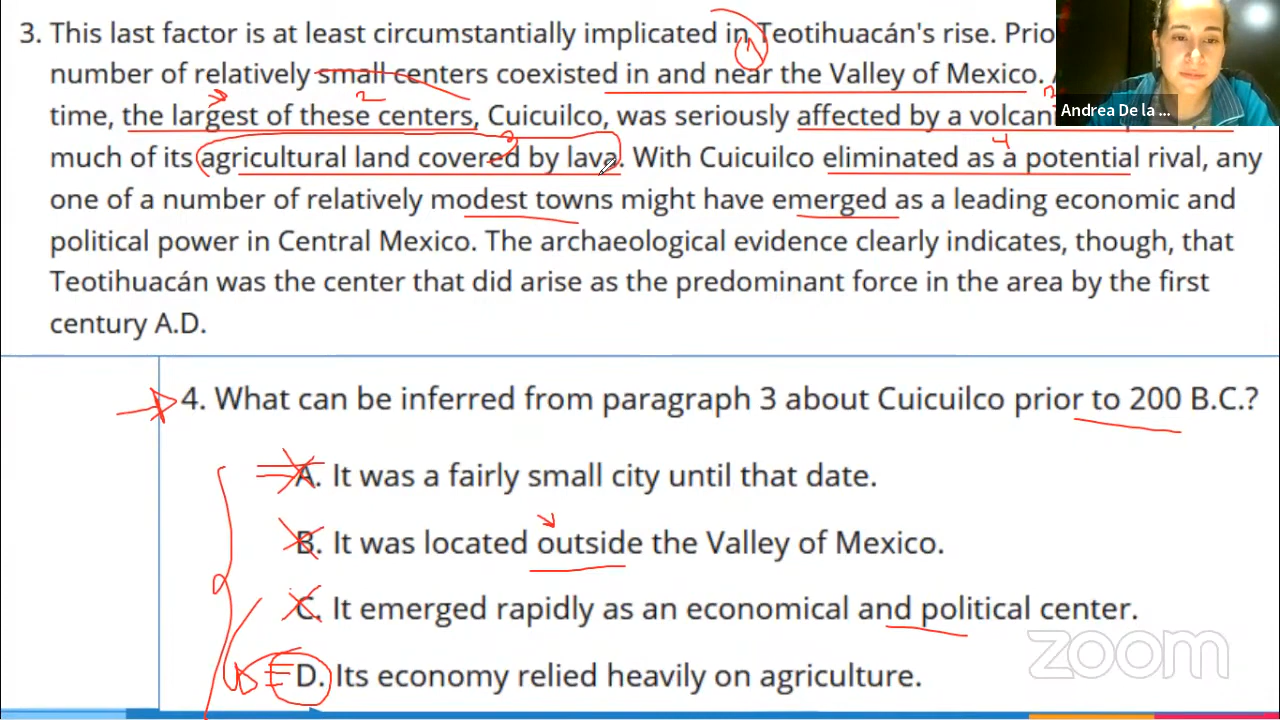 3. This last factor is at least circumstantially implicated in Teotihuacán's rise. Prio
number of relatively small centers coexisted in and near the Valley of Mexico.
time, the largest of these centers, Cuicuilco, was seriously affected by a volcan
much of its agricultural land covered by lava. With Cuicuilco eliminated as a potential rival, any
one of a number of relatively modest towns might have emerged as a leading economic and
political power in Central Mexico. The archaeological evidence clearly indicates, though, that
Teotihuacán was the center that did arise as the predominant force in the area by the first
century A.D.
Andrea De la ...
4. What can be inferred from paragraph 3 about Cuicuilco prior to 200 B.C.?
A. It was a fairly small city until that date.
B. It was located outside the Valley of Mexico.
C. It emerged rapidly as an economical and political center.
D. Its economy relied heavily on agriculture.
zoom